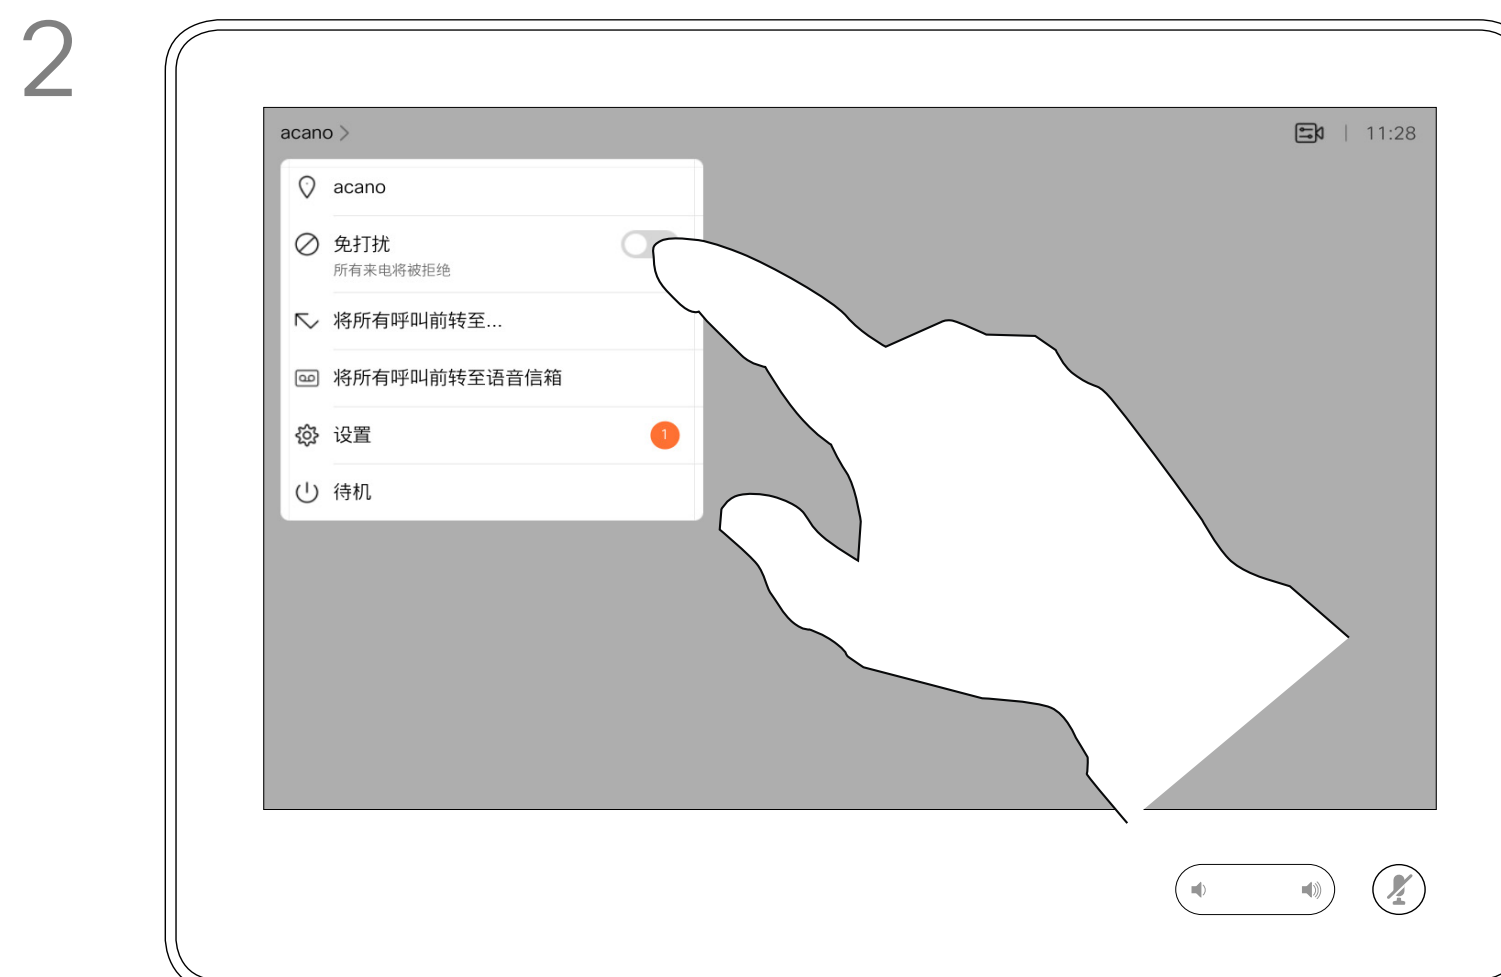 2
acano >
11:28
acano
免打扰
所有来电将被拒绝
将所有呼叫前转至...
将所有呼叫前转至语音信箱
设置
1
待机